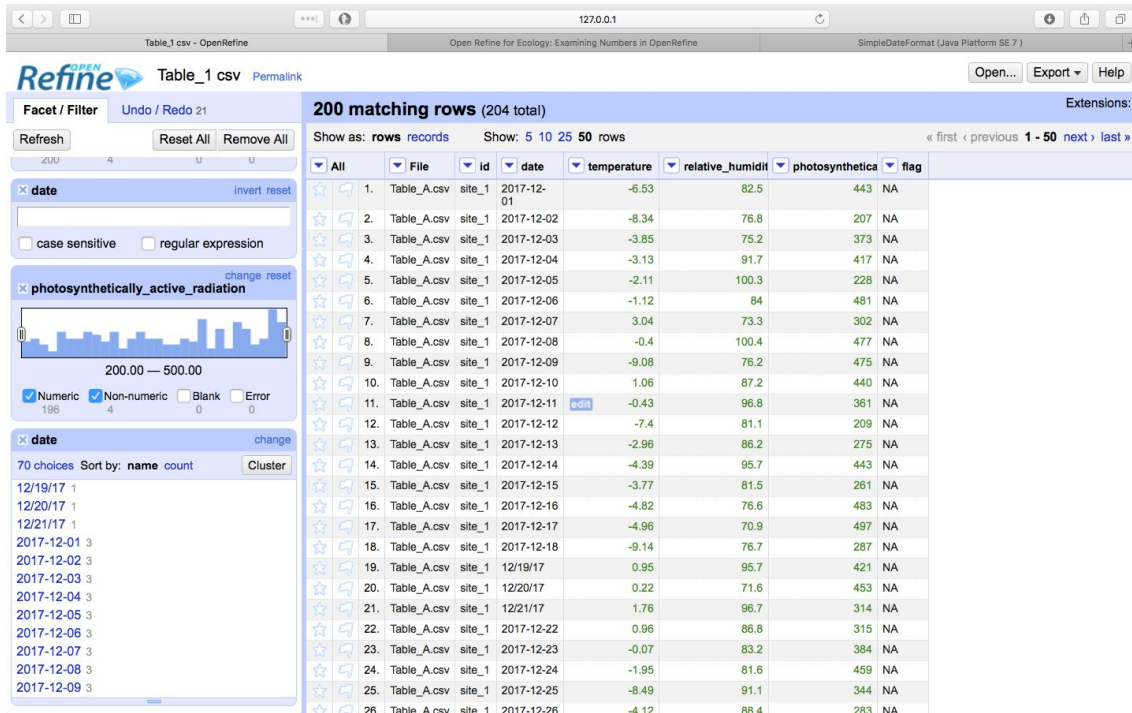 127.0.0.1
Table_1 csv - OpenRefine Open Refine for Ecology: Examining Numbers in OpenRefine SimpleDateFormat (Java Platform SE 7 )
OPEN
Refine Table_1 csv Permalink Open... Export Help
Facet / Filter Undo / Redo 21 200 matching rows (204 total) Extensions:
Refresh Reset All Remove All Show as: rows records Show: 5 10 25 50 rows « first ‹ previous 1 - 50 next › last »
200 4 0 0
All File id date temperature relative_humidit photosynthetica flag
date invert reset
case sensitive regular expression
change reset
photosynthetically_active_radiation
200.00 — 500.00
Numeric Non-numeric Blank Error
196 4 0 0
date change
70 choices Sort by: name count Cluster
12/19/17 1
12/20/17 1
12/21/17 1
2017-12-01 3
2017-12-02 3
2017-12-03 3
2017-12-04 3
2017-12-05 3
2017-12-06 3
2017-12-07 3
2017-12-08 3
2017-12-09 3
1. Table_A.csv site_1 2017-12-
01 -6.53 82.5 443 NA
2. Table_A.csv site_1 2017-12-02 -8.34 76.8 207 NA
3. Table_A.csv site_1 2017-12-03 -3.85 75.2 373 NA
4. Table_A.csv site_1 2017-12-04 -3.13 91.7 417 NA
5. Table_A.csv site_1 2017-12-05 -2.11 100.3 228 NA
6. Table_A.csv site_1 2017-12-06 -1.12 84 481 NA
7. Table_A.csv site_1 2017-12-07 3.04 73.3 302 NA
8. Table_A.csv site_1 2017-12-08 -0.4 100.4 477 NA
9. Table_A.csv site_1 2017-12-09 -9.08 76.2 475 NA
10. Table_A.csv site_1 2017-12-10 1.06 87.2 440 NA
11. Table_A.csv site_1 2017-12-11 edit -0.43 96.8 361 NA
12. Table_A.csv site_1 2017-12-12 -7.4 81.1 209 NA
13. Table_A.csv site_1 2017-12-13 -2.96 86.2 275 NA
14. Table_A.csv site_1 2017-12-14 -4.39 95.7 443 NA
15. Table_A.csv site_1 2017-12-15 -3.77 81.5 261 NA
16. Table_A.csv site_1 2017-12-16 -4.82 76.6 483 NA
17. Table_A.csv site_1 2017-12-17 -4.96 70.9 497 NA
18. Table_A.csv site_1 2017-12-18 -9.14 76.7 287 NA
19. Table_A.csv site_1 12/19/17 0.95 95.7 421 NA
20. Table_A.csv site_1 12/20/17 0.22 71.6 453 NA
21. Table_A.csv site_1 12/21/17 1.76 96.7 314 NA
22. Table_A.csv site_1 2017-12-22 0.96 86.8 315 NA
23. Table_A.csv site_1 2017-12-23 -0.07 83.2 384 NA
24. Table_A.csv site_1 2017-12-24 -1.95 81.6 459 NA
25. Table_A.csv site_1 2017-12-25 -8.49 91.1 344 NA
26. Table_A.csv site_1 2017-12-26 -4.12 88.4 283 NA